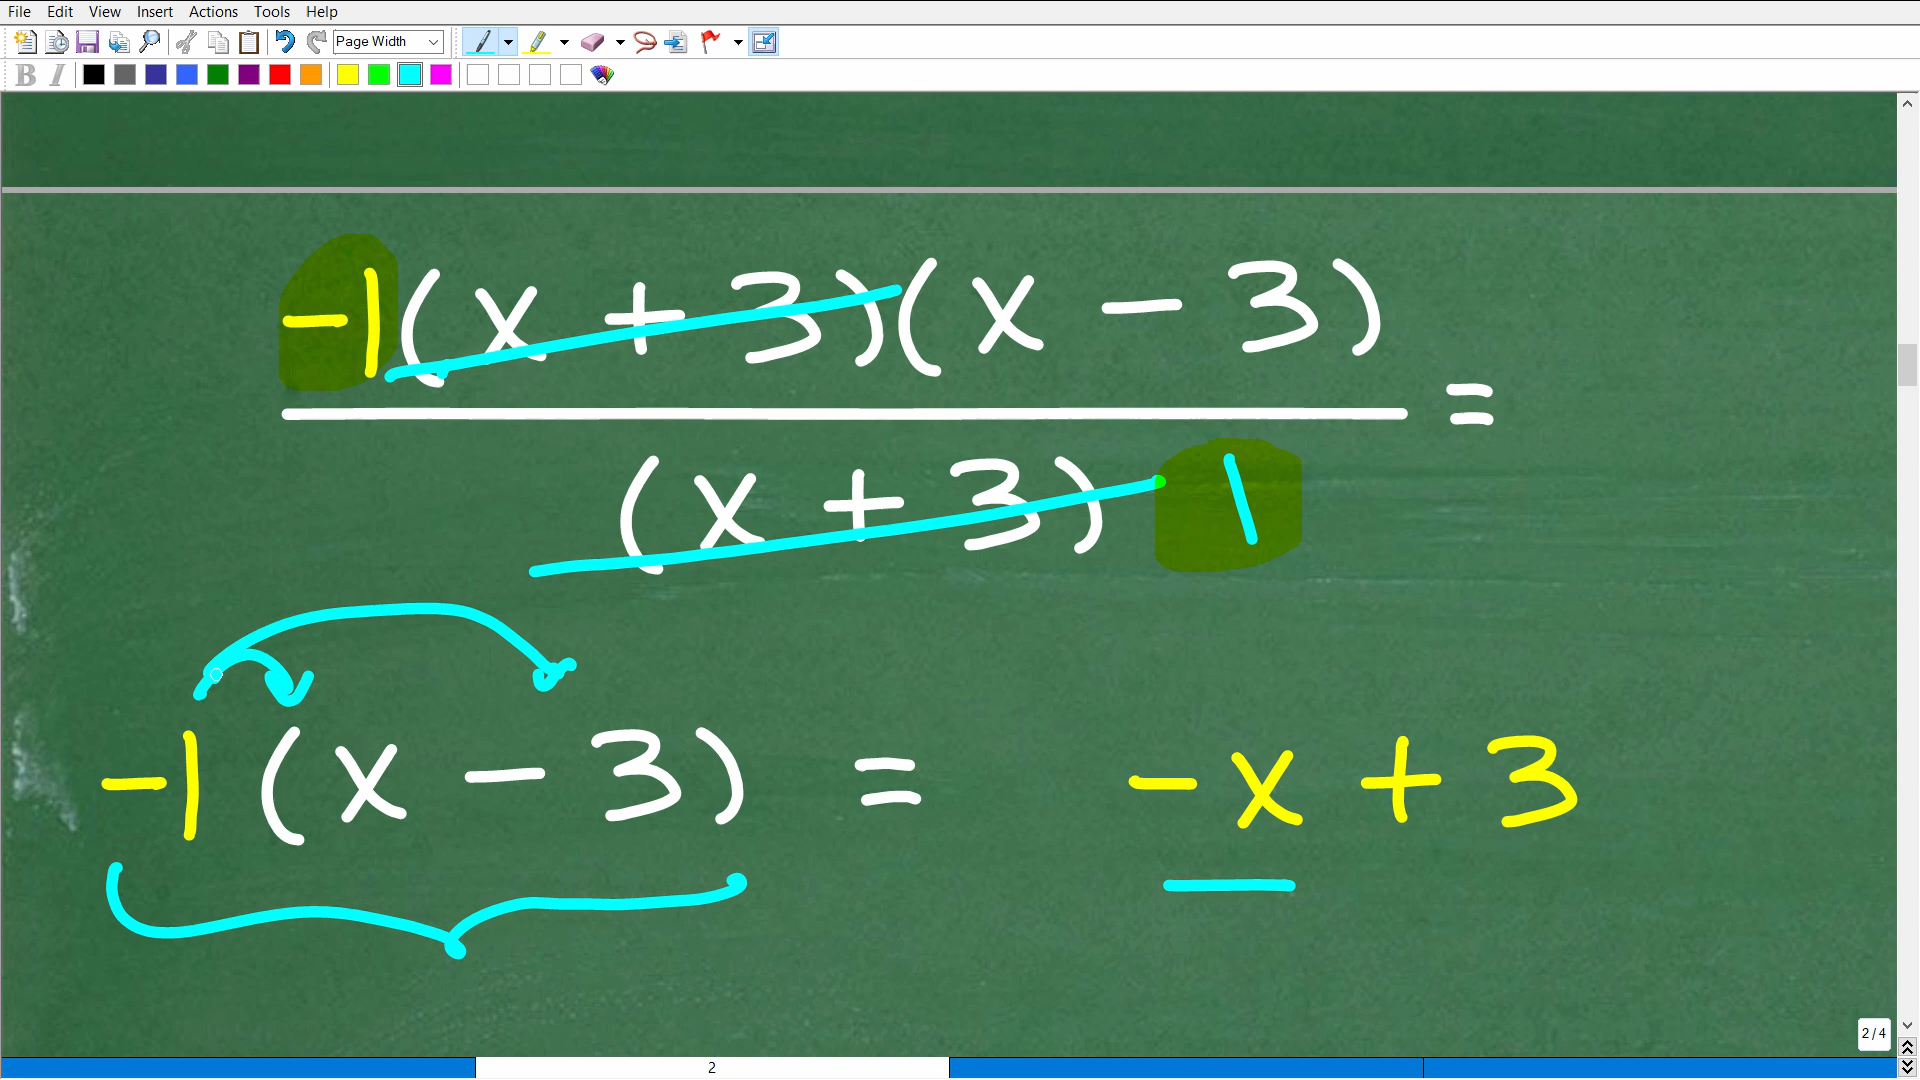 File Edit View Insert Actions Tools Help
Page Width
B I
-1(x + 3)(x - 3) =
(x + 3) 1
-1 (x - 3) = -x + 3
2 / 4
2